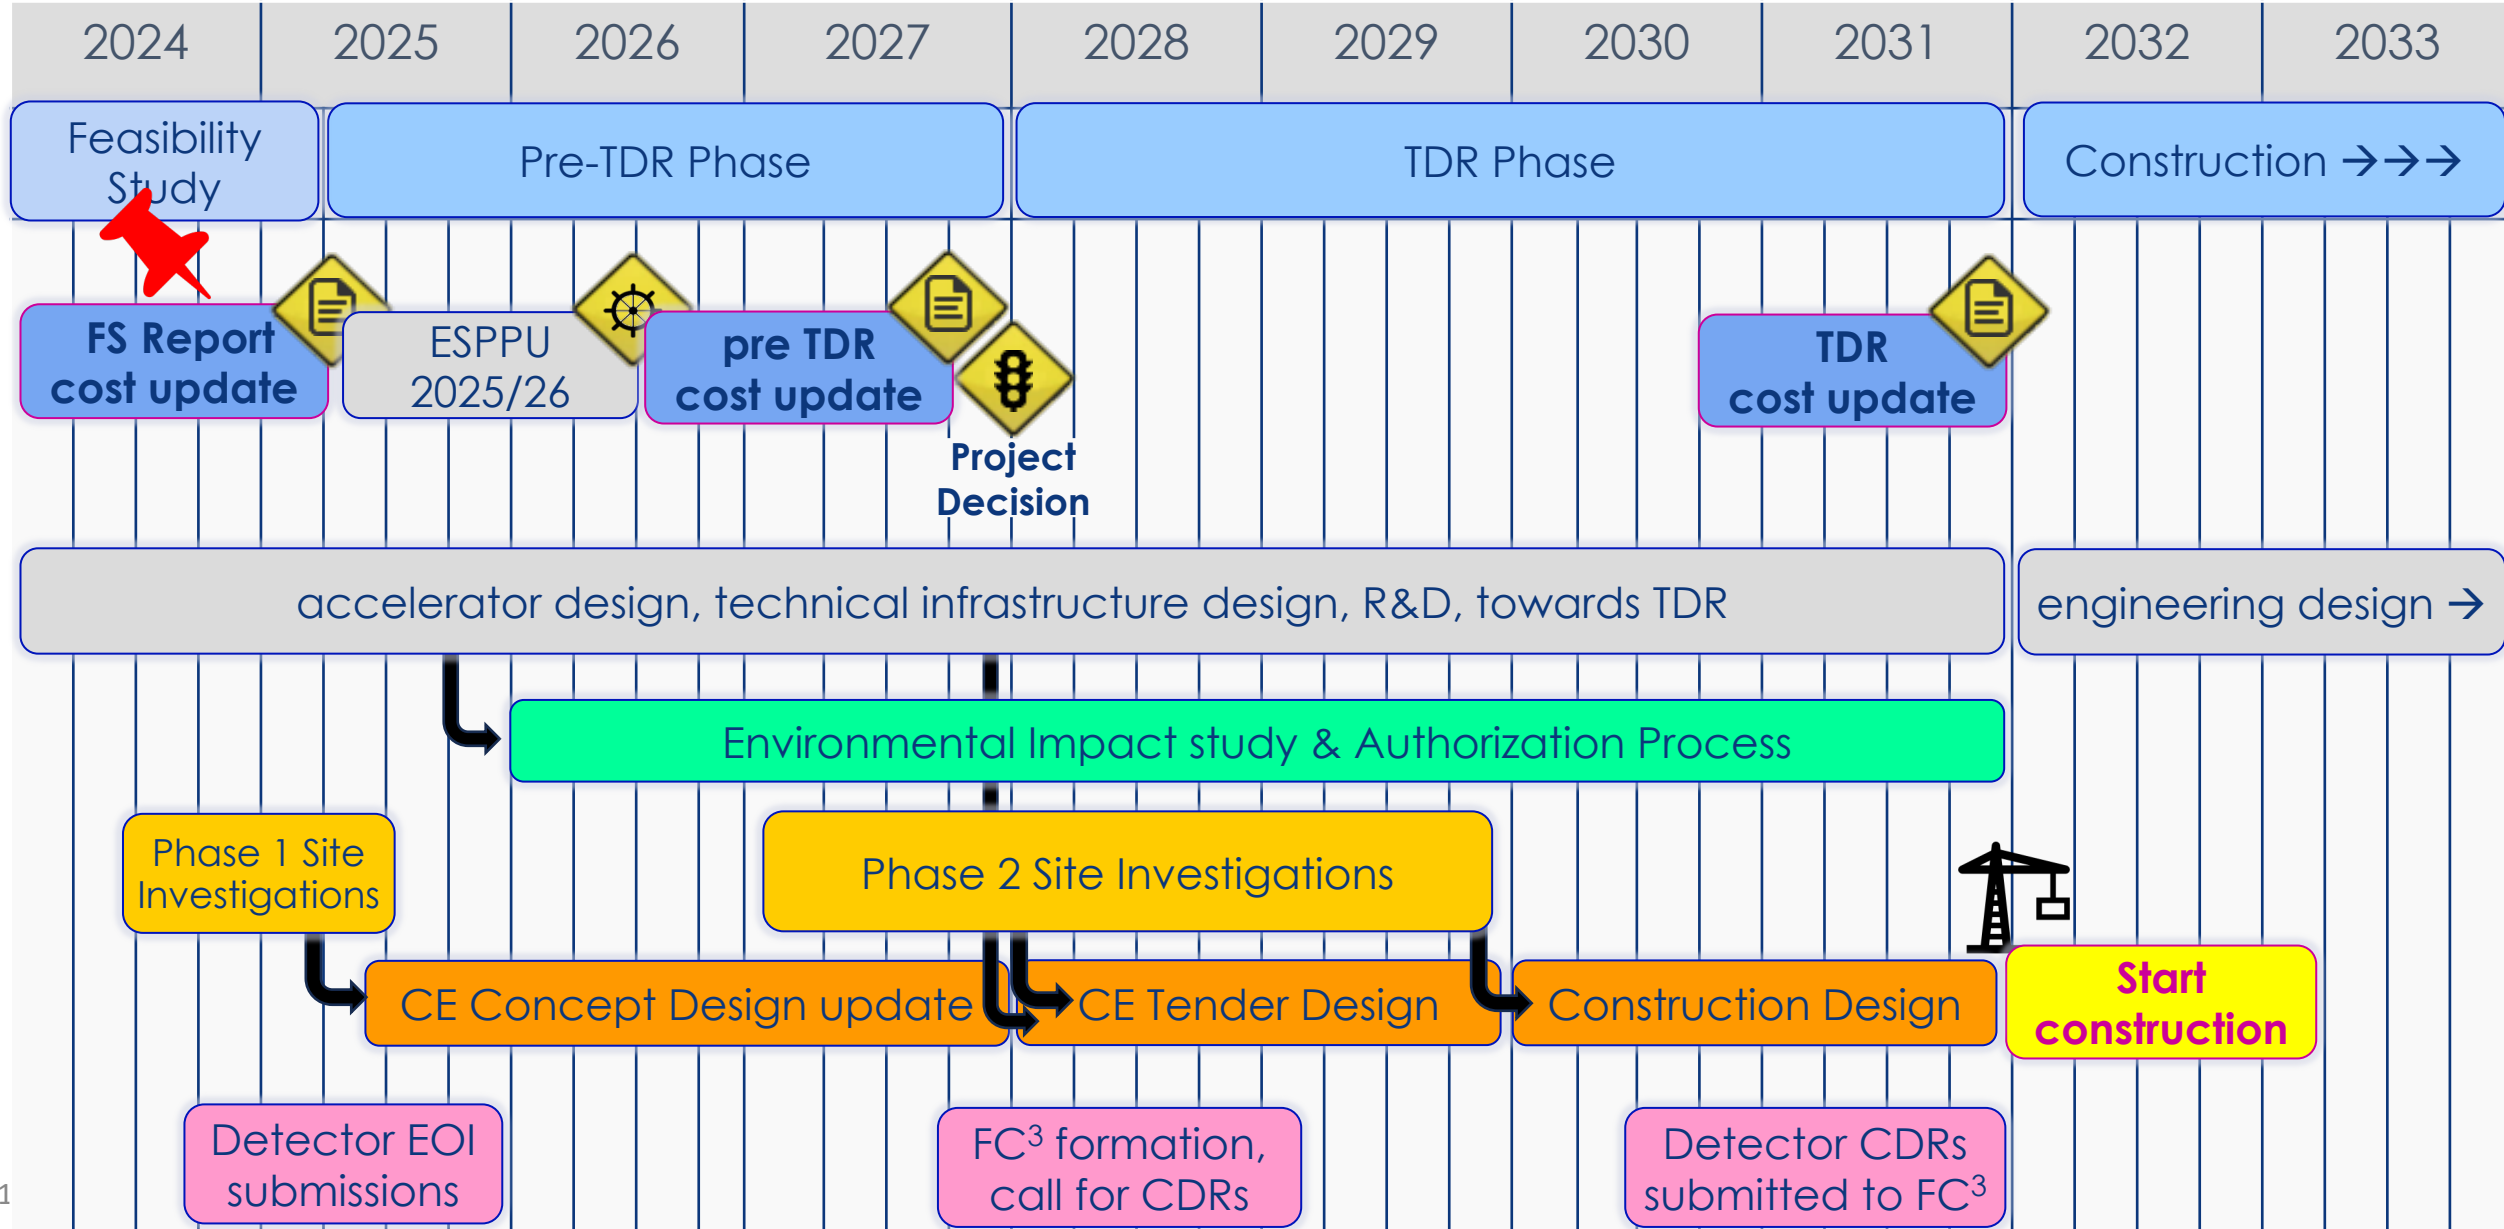 2024 2025 2026 2027 2028 2029 2030 2031 2032 2033
Feasibility
Study
Pre-TDR Phase
TDR Phase
Construction →→→
FS Report
cost update
ESPPU
2025/26
pre TDR
cost update
Project
Decision
TDR
cost update
accelerator design, technical infrastructure design, R&D, towards TDR
engineering design →
Environmental Impact study & Authorization Process
Phase 1 Site
Investigations
Phase 2 Site Investigations
CE Concept Design update
CE Tender Design
Construction Design
Start
construction
Detector EOI
submissions
FC³ formation,
call for CDRs
Detector CDRs
submitted to FC³
1